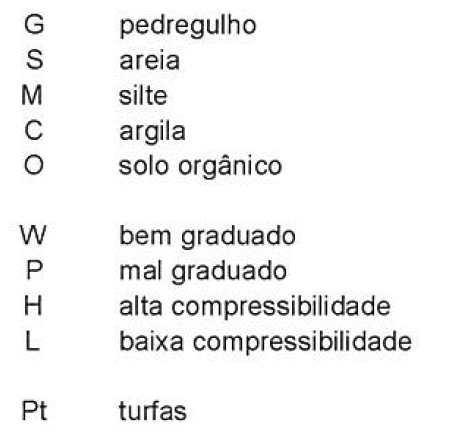 G pedregulho
S areia
M silte
C argila
O solo orgânico
W bem graduado
P mal graduado
H alta compressibilidade
L baixa compressibilidade
Pt turfas